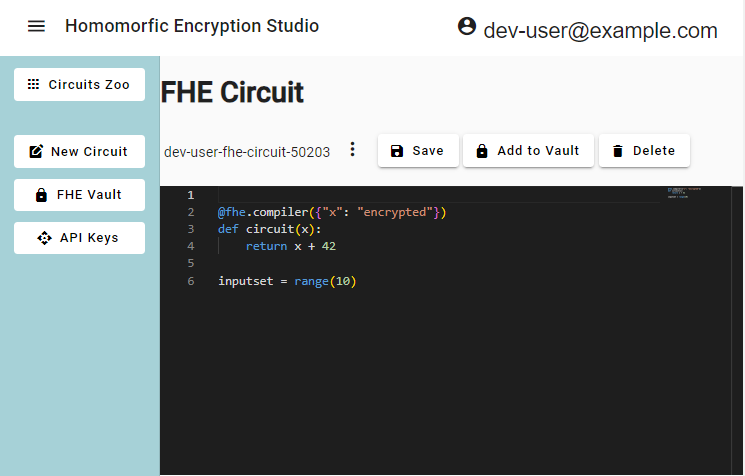 Homomorfic Encryption Studio
dev-user@example.com
Circuits Zoo
New Circuit
FHE Vault
API Keys
FHE Circuit
dev-user-fhe-circuit-50203
Save
Add to Vault
Delete
1
2 @fhe.compiler({"x": "encrypted"})
3 def circuit(x):
4     return x + 42
5
6 inputset = range(10)